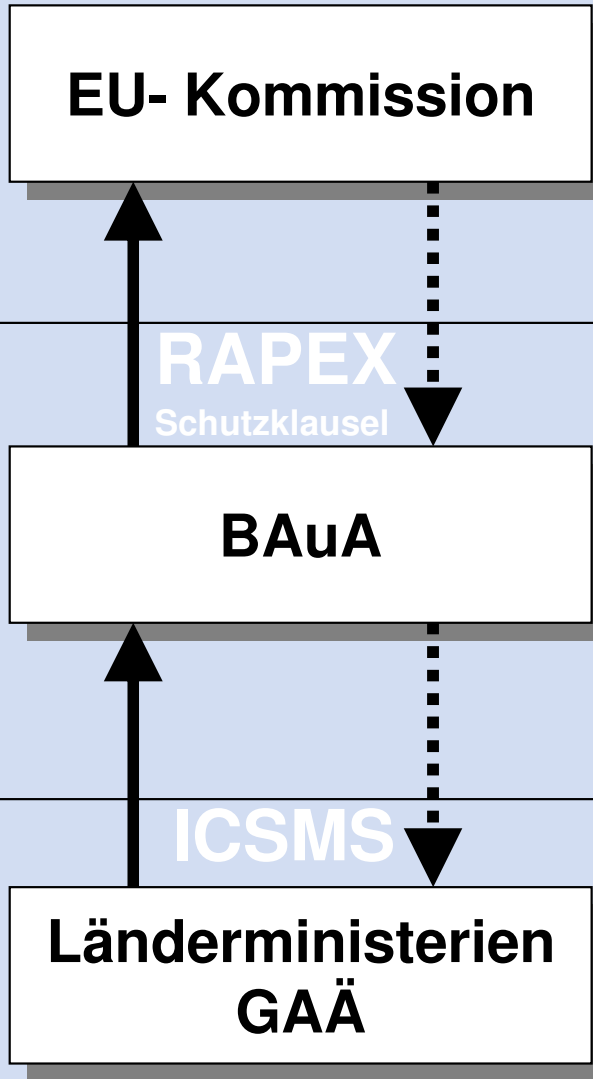 EU- Kommission
RAPEX
Schutzklausel
BAuA
ICSMS
Länderministerien
GAÄ